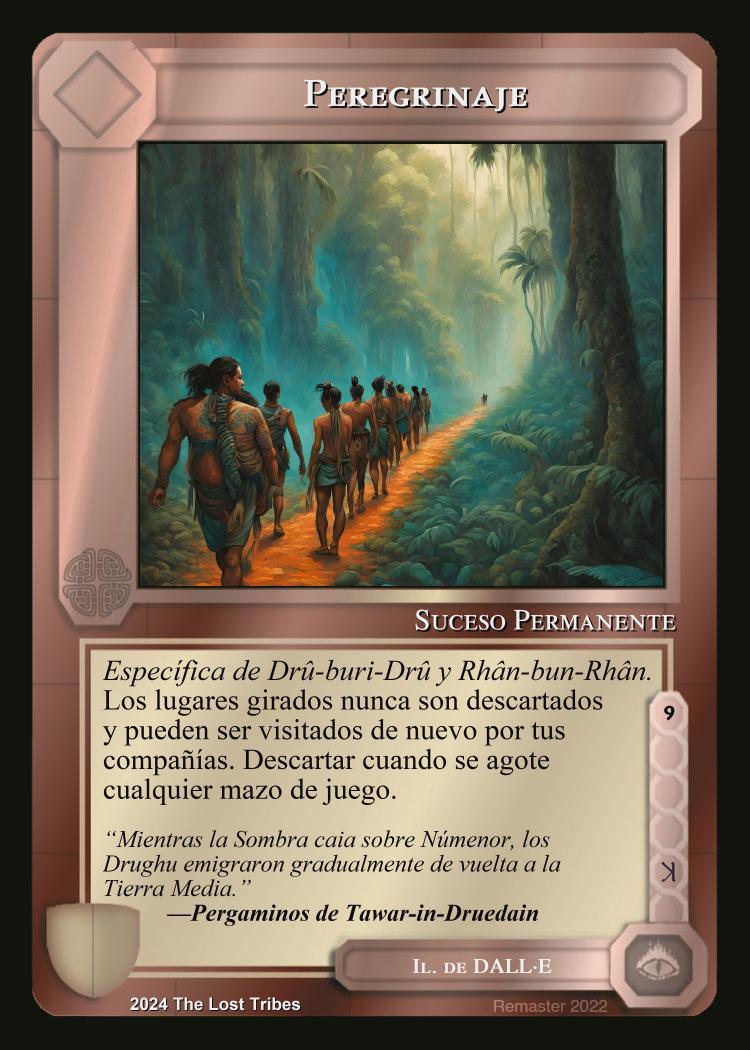 Peregrinaje
Suceso Permanente
Específica de Drû-buri-Drû y Rhân-bun-Rhân.
Los lugares girados nunca son descartados
y pueden ser visitados de nuevo por tus
compañías. Descartar cuando se agote
cualquier mazo de juego.
9
“Mientras la Sombra caia sobre Númenor, los
Drughu emigraron gradualmente de vuelta a la
Tierra Media.”
—Pergaminos de Tawar-in-Druedain
Il. de DALL·E
2024 The Lost Tribes
Remaster 2022